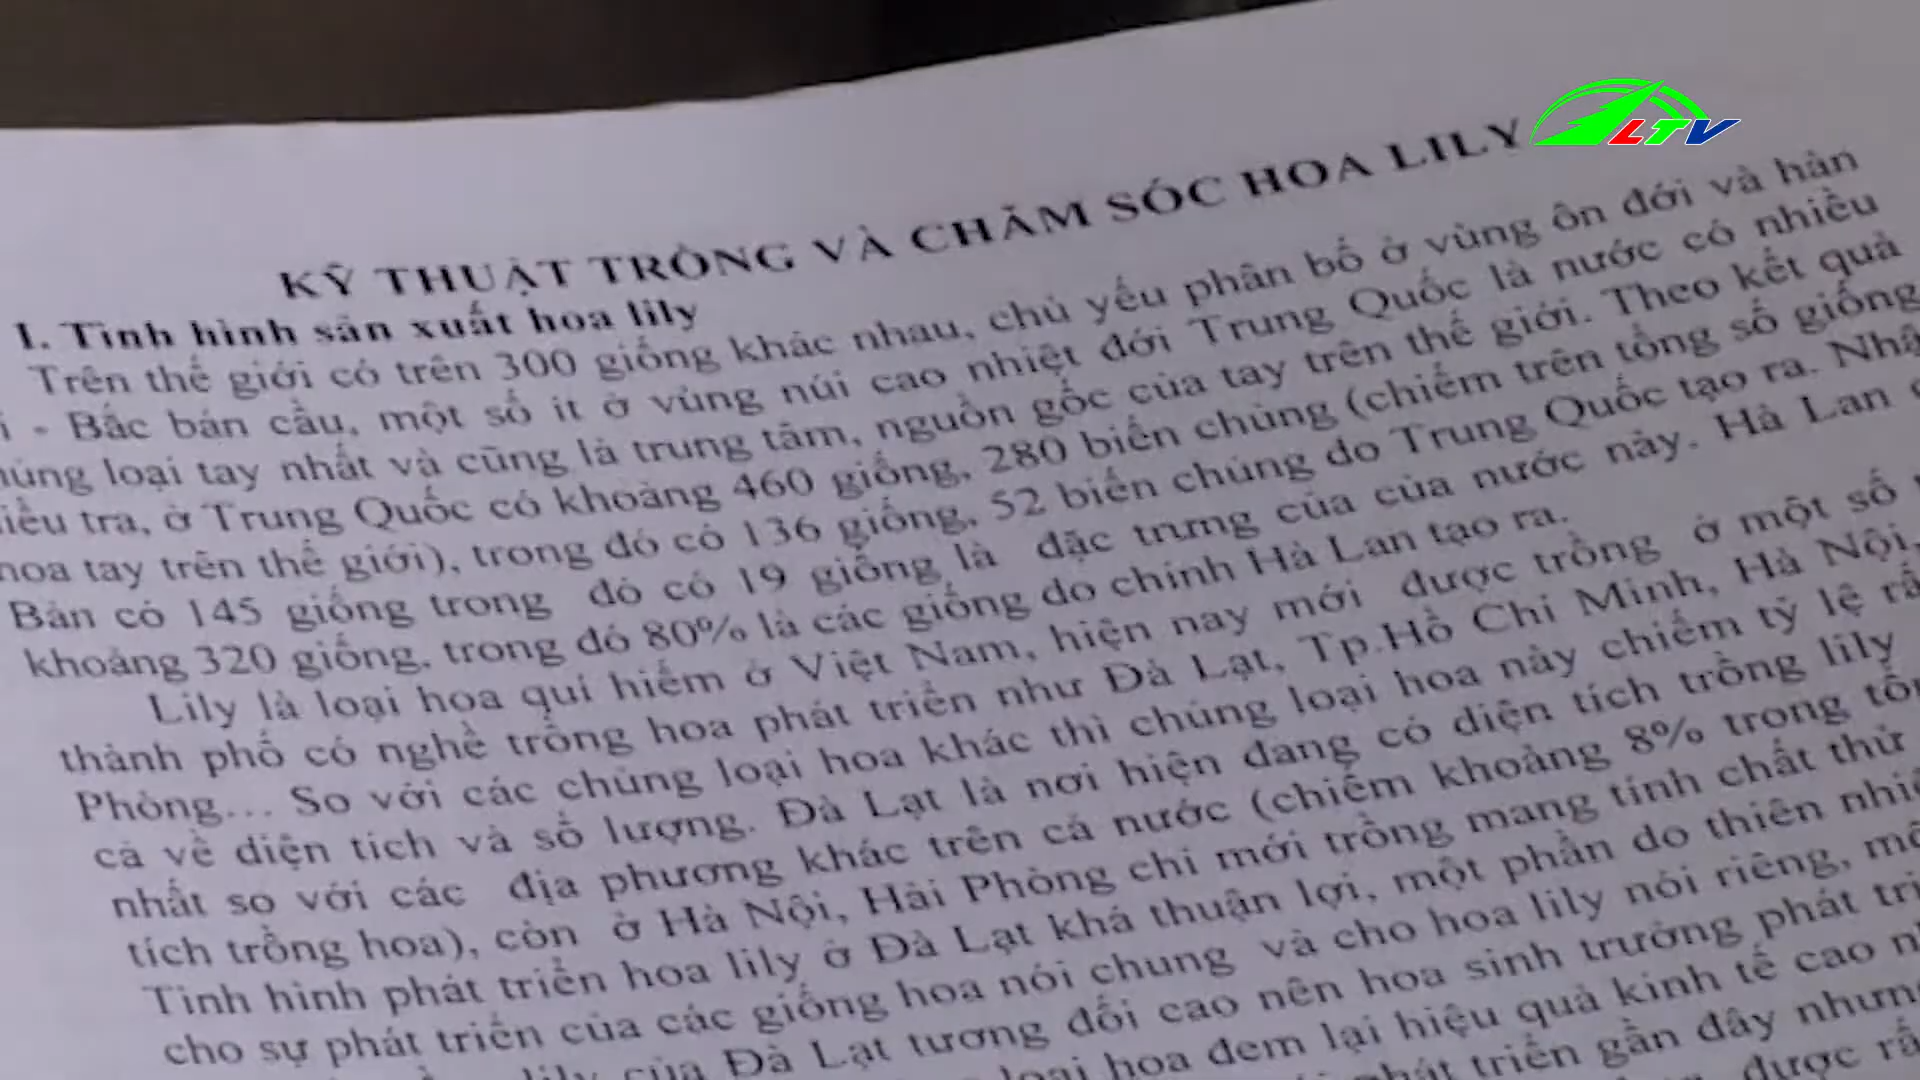 LTV
KỸ THUẬT TRỒNG VÀ CHĂM SÓC HOA LILY
I. Tình hình sản xuất hoa lily
Trên thế giới có trên 300 giống khác nhau, chủ yếu phân bố ở vùng ôn đới và hàn
- Bắc bán cầu, một số ít ở vùng núi cao nhiệt đới Trung Quốc là nước có nhiều
loại tay nhất và cũng là trung tâm, nguồn gốc của tay trên thế giới. Theo kết quả
tra, ở Trung Quốc có khoảng 460 giống, 280 biến chủng (chiếm trên tổng số giống
hoa tay trên thế giới), trong đó có 136 giống, 52 biến chủng do Trung Quốc tạo ra.
Bản có 145 giống trong đó có 19 giống là đặc trưng của của nước này. Hà Lan
khoảng 320 giống, trong đó 80% là các giống do chính Hà Lan tạo ra.
Lily là loại hoa quí hiếm ở Việt Nam, hiện nay mới được trồng ở một số
thành phố có nghề trồng hoa phát triển như Đà Lạt, Tp.Hồ Chí Minh, Hà Nội,
Phòng... So với các chủng loại hoa khác thì chủng loại hoa này chiếm tỷ lệ
cả về diện tích và số lượng. Đà Lạt là nơi hiện đang có diện tích trồng lily
nhất so với các địa phương khác trên cả nước (chiếm khoảng 8% trong
tích trồng hoa), còn ở Hà Nội, Hải Phòng chỉ mới trồng mang tính chất thử
Tình hình phát triển hoa lily ở Đà Lạt khá thuận lợi, một phần do thiên
cho sự phát triển của các giống hoa nói chung và cho hoa lily nói riêng,
lily của Đà Lạt tương đối cao nên hoa sinh trưởng phát
loại hoa đem lại hiệu quả kinh tế cao
phát triển gần đây nhưng
được